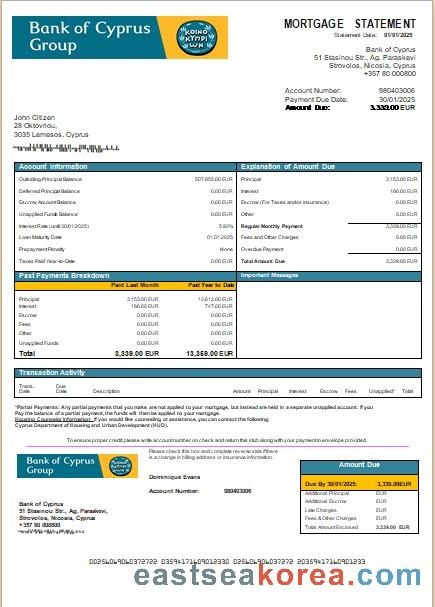 Bank of Cyprus
Group
ΚΟΙΝΟ
ΚΥΠΡΙ
ΩΝ
MORTGAGE STATEMENT
Statement Date: 01/01/2025
Bank of Cyprus
51 Stasinou Str., Ag. Paraskevi
Strovolos, Nicosia, Cyprus
+357 80 000800
Account Number: 980403006
Payment Due Date: 30/01/2025
Amount Due: 3,339.00 EUR
John Citizen
28 Oktovriou,
3035 Lemesos, Cyprus
Account Information
Outstanding Principal Balance 507,855.00 EUR
Deferred Principal Balance 0.00 EUR
Escrow Account Balance 0.00 EUR
Unapplied Funds Balance 0.00 EUR
Interest Rate (until 30/01/2025) 5.93%
Loan Maturity Date 01.01.2025
Prepayment Penalty None
Taxes Paid Year-to-Date 0.00 EUR
Explanation of Amount Due
Principal 3,153.00 EUR
Interest 186.00 EUR
Escrow (For Taxes and/or insurance) 0.00 EUR
Other 0.00 EUR
Regular Monthly Payment 3,339.00 EUR
Fees and Other Charges 0.00 EUR
Overdue Payment 0.00 EUR
Total Amount Due 3,339.00 EUR
Past Payments Breakdown
Paid Last Month Paid Year to Date
Principal 3,153.00 EUR 12,612.00 EUR
Interest 186.00 EUR 747.00 EUR
Escrow 0.00 EUR 0.00 EUR
Fees 0.00 EUR 0.00 EUR
Other 0.00 EUR 0.00 EUR
Unapplied Funds 0.00 EUR 0.00 EUR
Total 3,339.00 EUR 13,359.00 EUR
Important Messages
Transaction Activity
Trans. Date Due Date Description Amount Principal Interest Escrow Fees Unapplied* Total
*Partial Payments: Any partial payments that you make are not applied to your mortgage, but instead are held in a separate unapplied account. If you
Pay the balance of a partial payment, the funds will then be applied to your mortgage.
Housing Counselor Information: If you would like counseling or assistance, you can contact the following:
Cyprus Department of Housing and Urban Development (HUD).
To ensure proper credit please write account number on check and return this stub along with your payment in envelope provided.
Bank of Cyprus
Group
Please check this box and complete reverse side if there
is a change in billing address or insurance information.
Dominique Evans
Account Number: 980403006
Bank of Cyprus
51 Stasinou Str., Ag. Paraskevi,
Strovolos, Nicosia, Cyprus
+357 80 000800
Amount Due
Due By 30/01/2025: 3,339.00EUR
Additional Principal EUR
Additional Escrow EUR
Late Charges EUR
Fees & Other Charges EUR
Total Amount Enclosed 3,339.00 EUR
eastseakorea.com